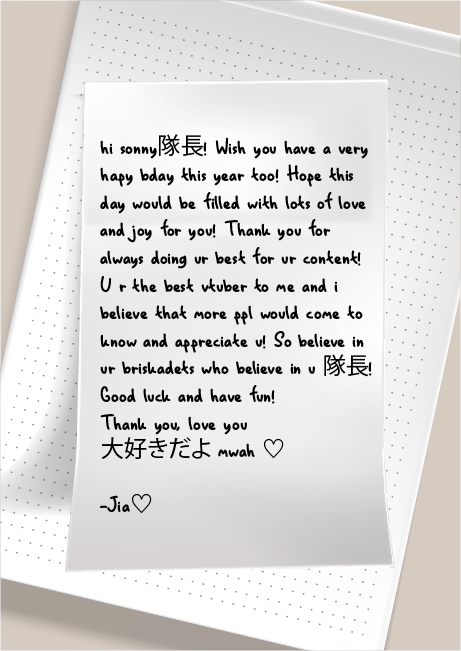 hi sonny隊長! Wish you have a very
hapy bday this year too! Hope this
day would be filled with lots of love
and joy for you! Thank you for
always doing ur best for ur content!
U r the best vtuber to me and i
believe that more ppl would come to
know and appreciate u! So believe in
ur briskadets who believe in u 隊長!
Good luck and have fun!
Thank you, love you
大好きだよ mwah ♡
-Jia♡